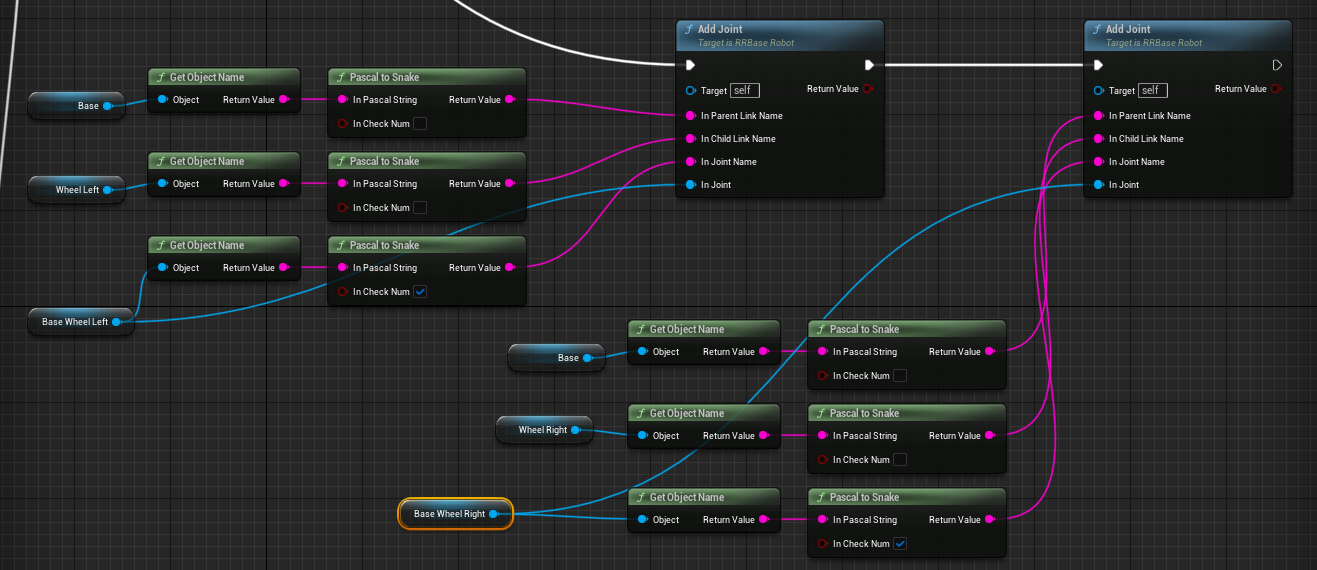 Add Joint
Target is RRBase Robot
Target self
Return Value
In Parent Link Name
In Child Link Name
In Joint Name
In Joint
Add Joint
Target is RRBase Robot
Target self
Return Value
In Parent Link Name
In Child Link Name
In Joint Name
In Joint
Base
Get Object Name
Object Return Value
Pascal to Snake
In Pascal String Return Value
In Check Num
Wheel Left
Get Object Name
Object Return Value
Pascal to Snake
In Pascal String Return Value
In Check Num
Base Wheel Left
Get Object Name
Object Return Value
Pascal to Snake
In Pascal String Return Value
In Check Num
Base
Get Object Name
Object Return Value
Pascal to Snake
In Pascal String Return Value
In Check Num
Wheel Right
Get Object Name
Object Return Value
Pascal to Snake
In Pascal String Return Value
In Check Num
Base Wheel Right
Get Object Name
Object Return Value
Pascal to Snake
In Pascal String Return Value
In Check Num